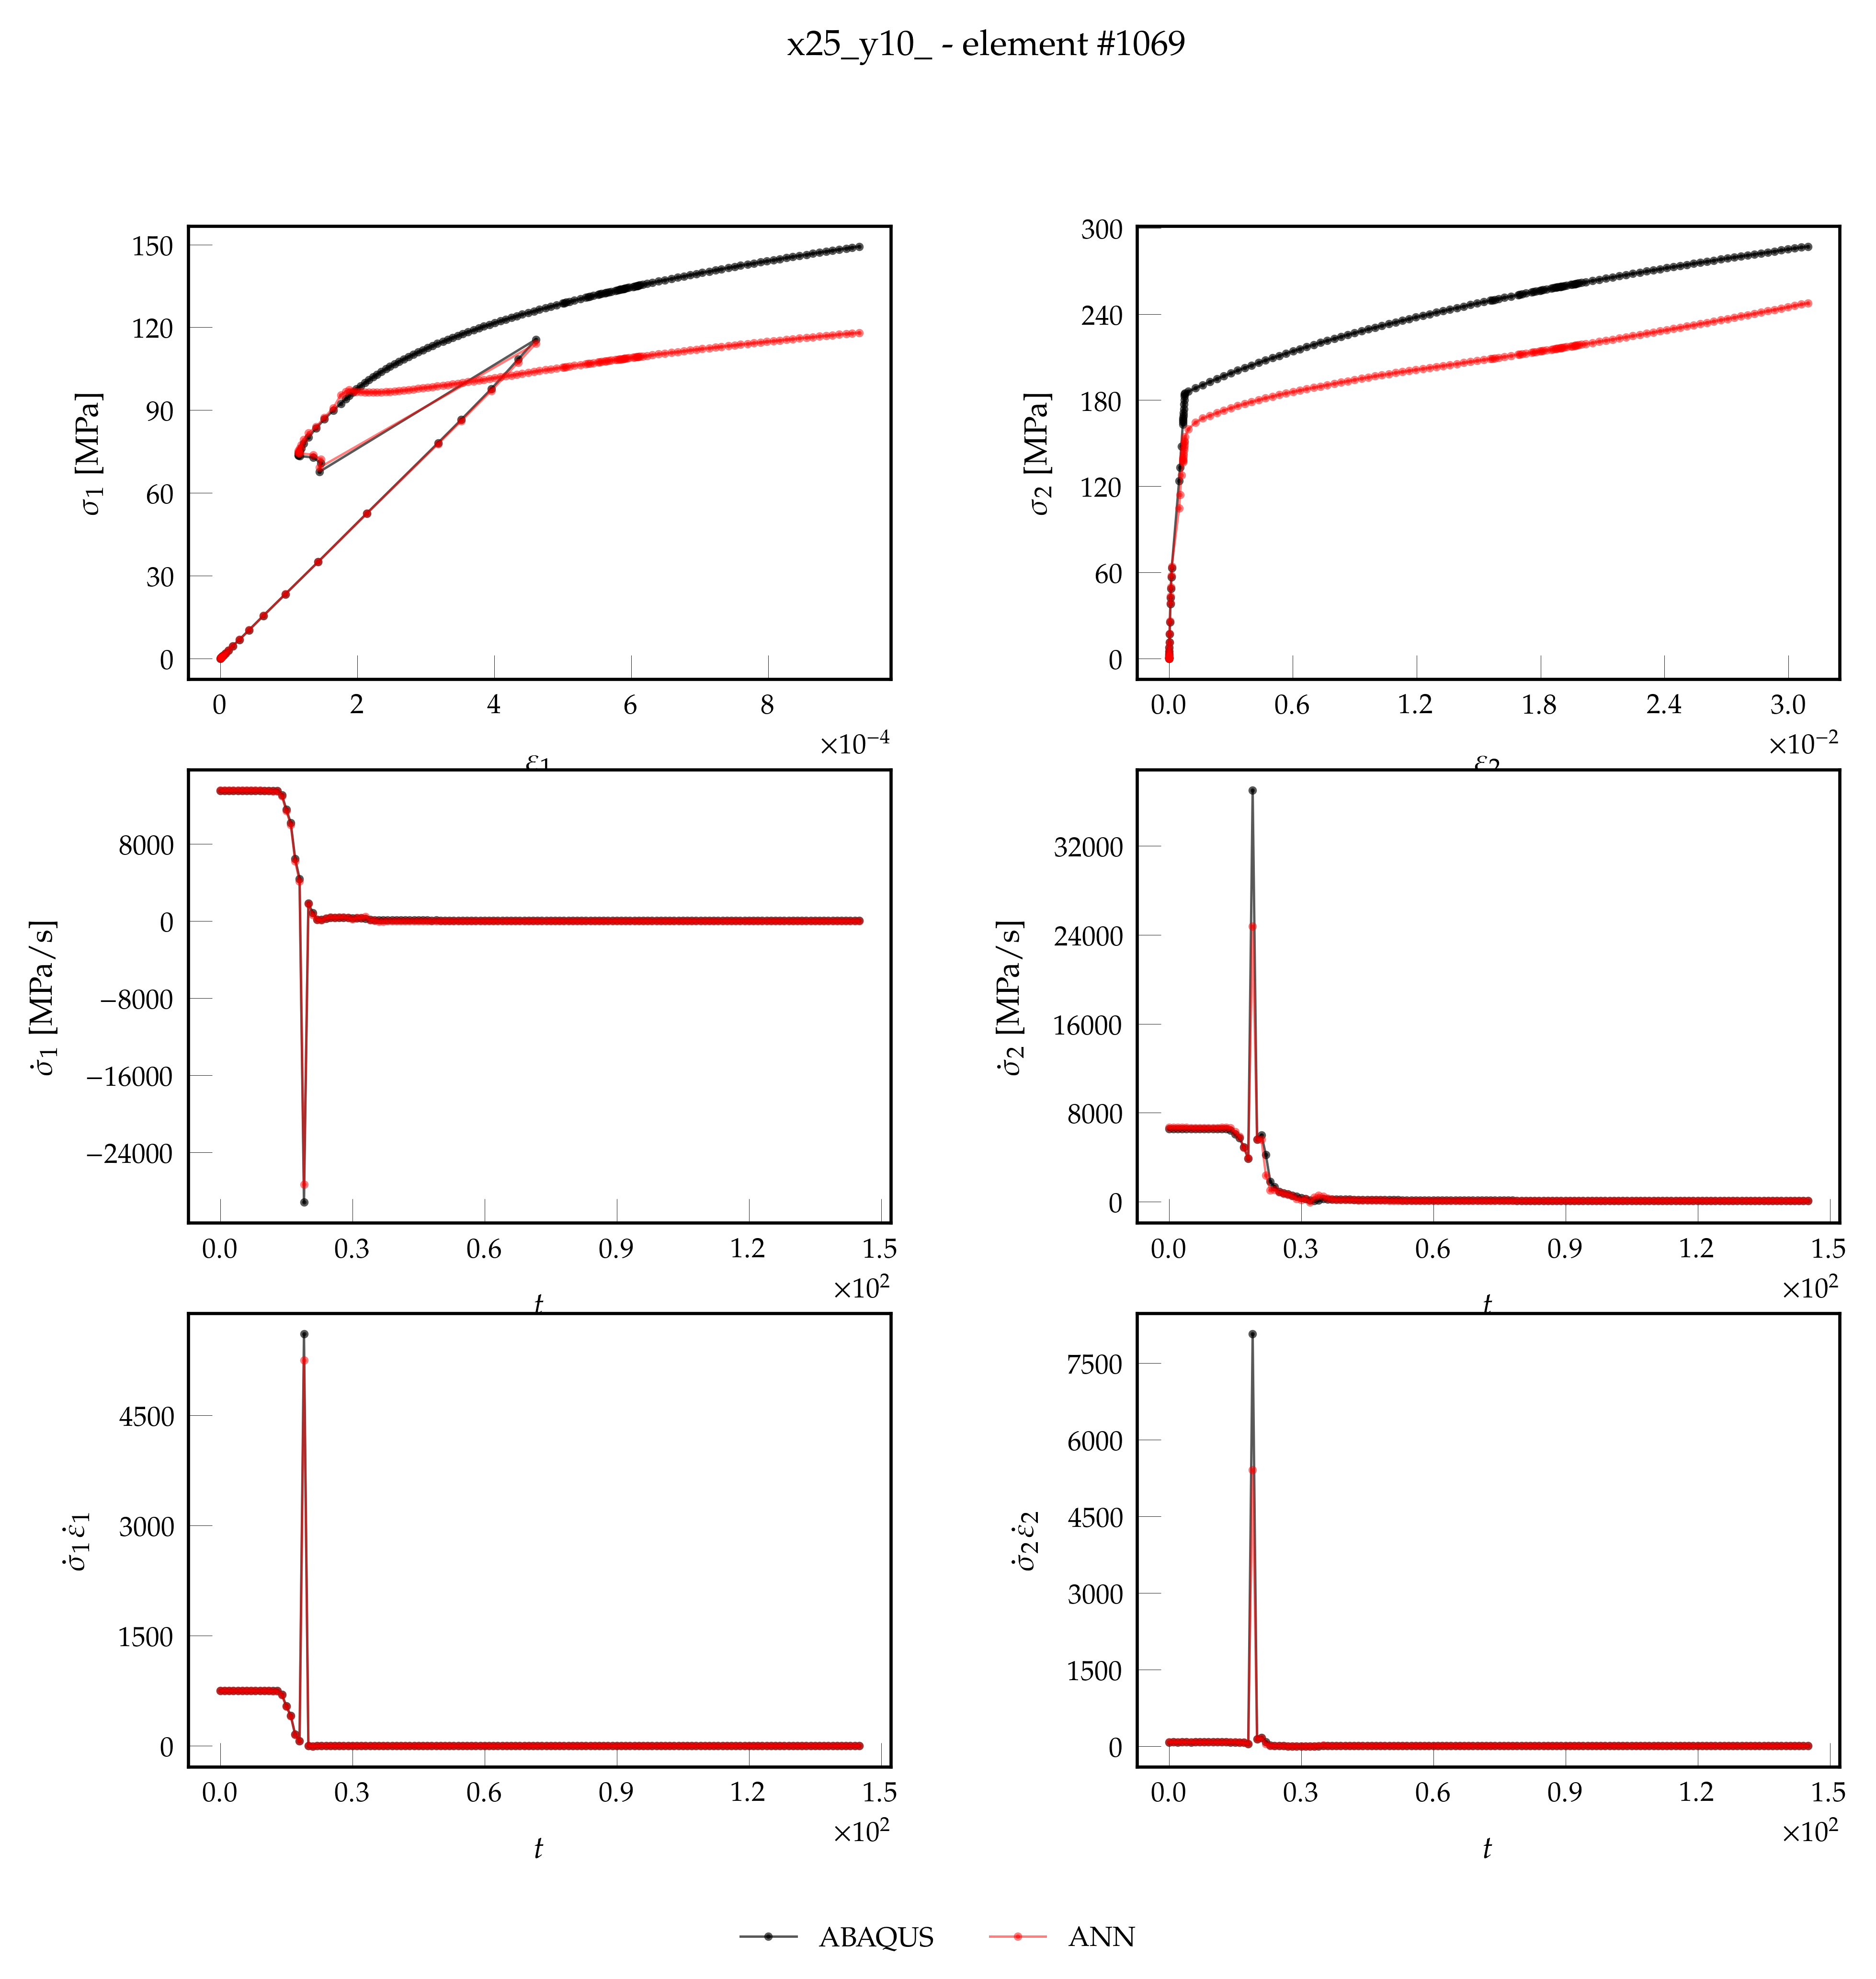 x25_y10_ - element #1069
σ₁ [MPa]
150
120
90
60
30
0
0 2 4 6 8
×10⁻⁴
ε₁
σ₂ [MPa]
300
240
180
120
60
0
0.0 0.6 1.2 1.8 2.4 3.0
×10⁻²
ε₂
σ̇₁ [MPa/s]
8000
0
−8000
−16000
−24000
0.0 0.3 0.6 0.9 1.2 1.5
×10²
t
σ̇₂ [MPa/s]
32000
24000
16000
8000
0
0.0 0.3 0.6 0.9 1.2 1.5
×10²
t
σ̇₁ε̇₁
4500
3000
1500
0
0.0 0.3 0.6 0.9 1.2 1.5
×10²
t
σ̇₂ε̇₂
7500
6000
4500
3000
1500
0
0.0 0.3 0.6 0.9 1.2 1.5
×10²
t
ABAQUS ANN